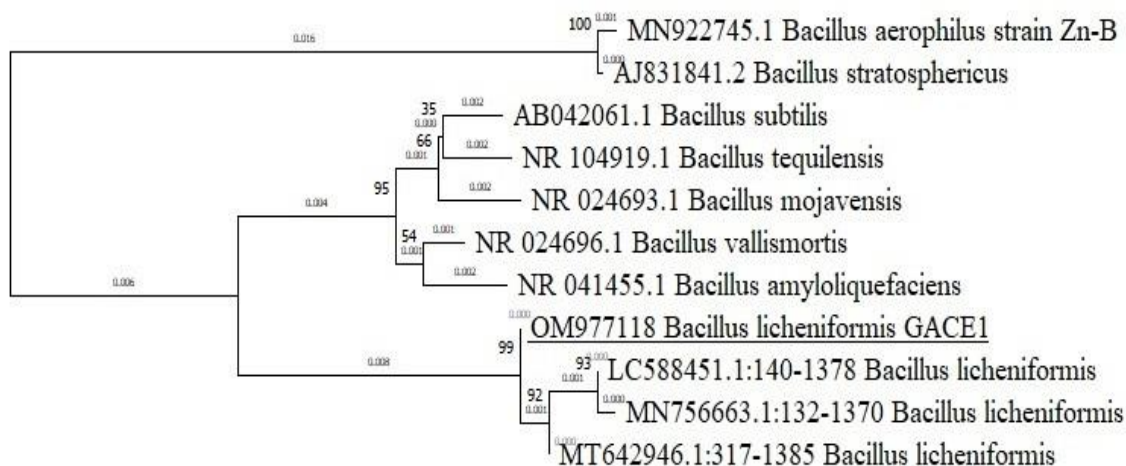 0.001
100
MN922745.1 Bacillus aerophilus strain Zn-B
0.016
0.000
AJ831841.2 Bacillus stratosphericus
0.002
35
AB042061.1 Bacillus subtilis
0.000
66
0.002
NR 104919.1 Bacillus tequilensis
0.001
0.002
95
NR 024693.1 Bacillus mojavensis
0.004
54
0.001
NR 024696.1 Bacillus vallismortis
0.001
0.002
0.006
NR 041455.1 Bacillus amyloliquefaciens
0.000
OM977118 Bacillus licheniformis GACE1
99
0.008
93
0.000
LC588451.1:140-1378 Bacillus licheniformis
0.001
92
0.000
MN756663.1:132-1370 Bacillus licheniformis
0.001
0.000
MT642946.1:317-1385 Bacillus licheniformis